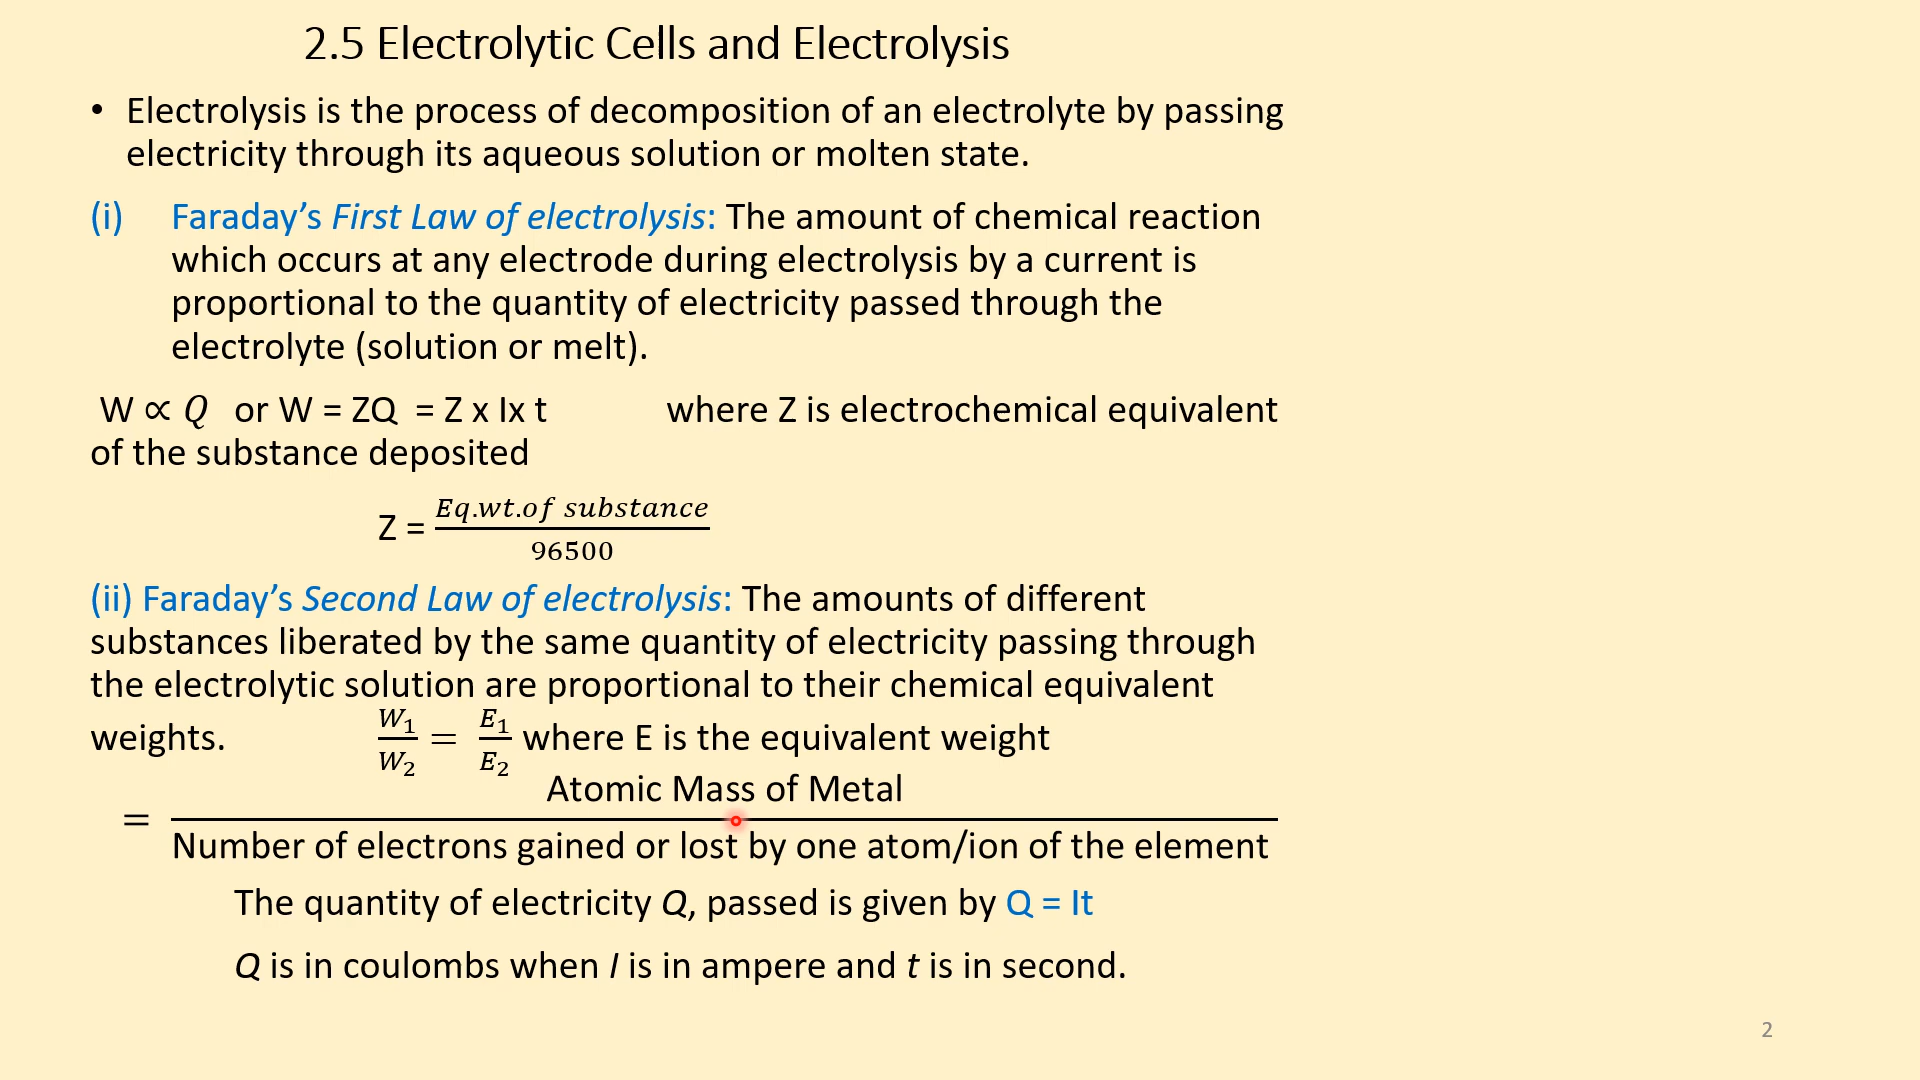 2.5 Electrolytic Cells and Electrolysis
• Electrolysis is the process of decomposition of an electrolyte by passing
electricity through its aqueous solution or molten state.
(i) Faraday’s First Law of electrolysis: The amount of chemical reaction
which occurs at any electrode during electrolysis by a current is
proportional to the quantity of electricity passed through the
electrolyte (solution or melt).
W ∝ Q or W = ZQ = Z x Ix t where Z is electrochemical equivalent
of the substance deposited
Z = Eq.wt.of substance / 96500
(ii) Faraday’s Second Law of electrolysis: The amounts of different
substances liberated by the same quantity of electricity passing through
the electrolytic solution are proportional to their chemical equivalent
weights. W₁/W₂ = E₁/E₂ where E is the equivalent weight
Atomic Mass of Metal
=
Number of electrons gained or lost by one atom/ion of the element
The quantity of electricity Q, passed is given by Q = It
Q is in coulombs when I is in ampere and t is in second.
2